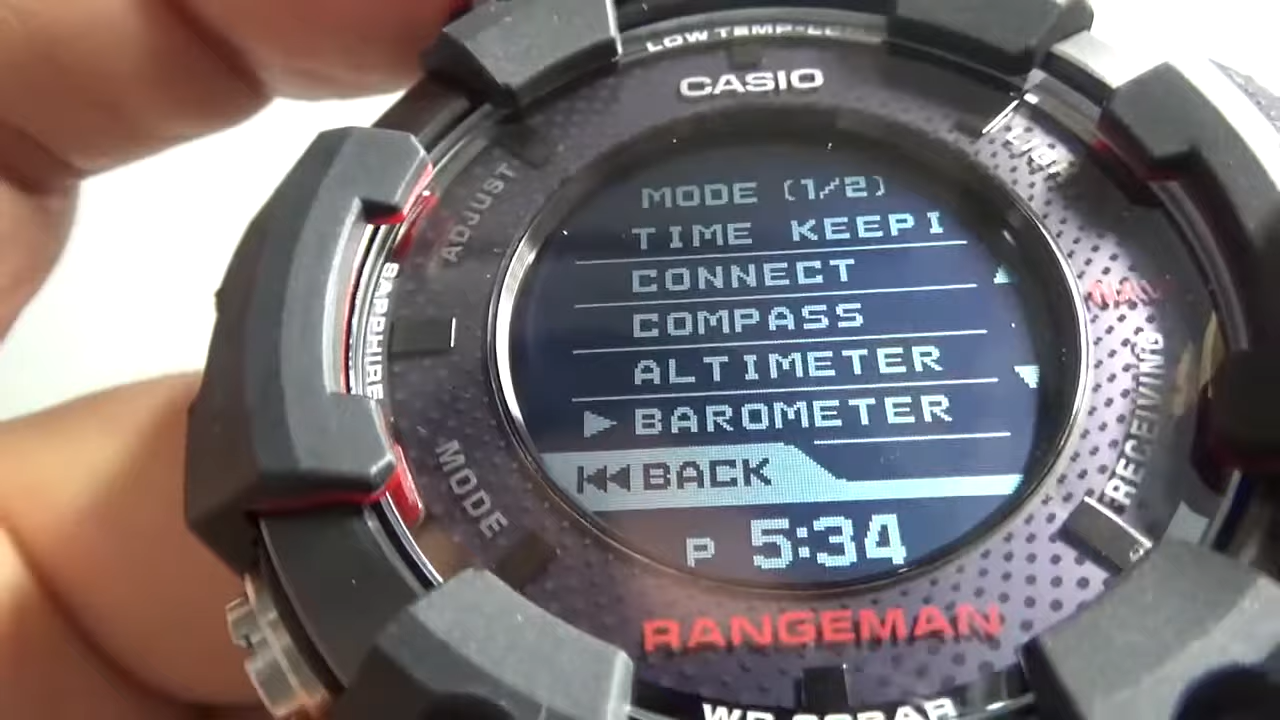 LOW TEMP-
CASIO
LIGHT
ADJUST
SAPPHIRE
MODE
RECEIVING
MODE (1/2)
TIME KEEPI
CONNECT
COMPASS
ALTIMETER
BAROMETER
BACK
P 5:34
RANGEMAN